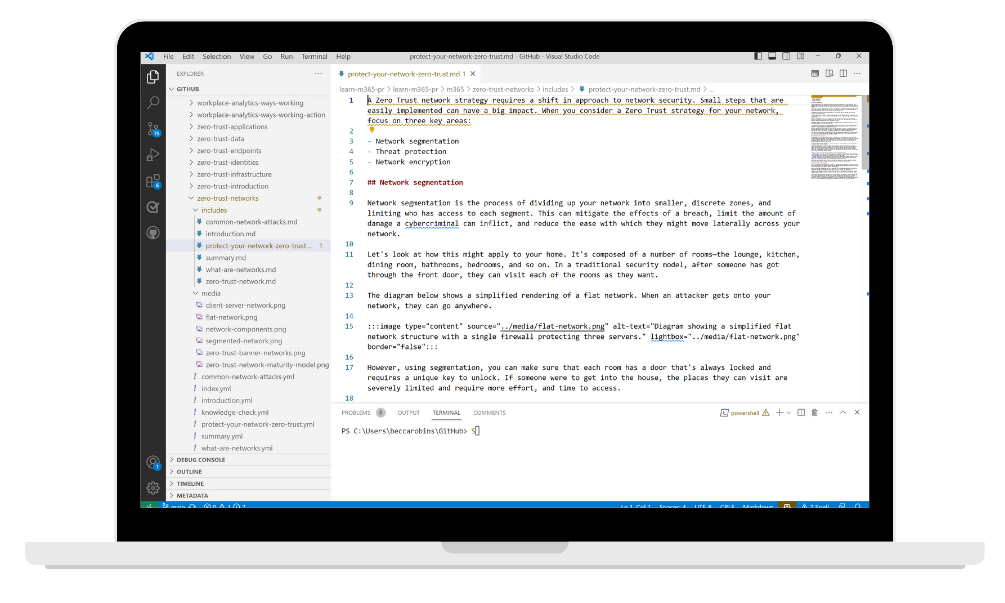 File Edit Selection View Go Run Terminal Help protect-your-network-zero-trust.md - GitHub - Visual Studio Code
EXPLORER ...
GITHUB
workplace-analytics-ways-working
workplace-analytics-ways-working-action
zero-trust-applications
zero-trust-data
zero-trust-endpoints
zero-trust-identities
zero-trust-infrastructure
zero-trust-introduction
zero-trust-networks
includes
common-network-attacks.md
introduction.md
protect-your-network-zero-trust... 1
summary.md
what-are-networks.md
zero-trust-network.md
media
client-server-network.png
flat-network.png
network-components.png
segmented-network.png
zero-trust-banner-networks.png
zero-trust-network-maturity-model.png
common-network-attacks.yml
index.yml
introduction.yml
knowledge-check.yml
protect-your-network-zero-trust.yml
summary.yml
what-are-networks.yml
DEBUG CONSOLE
OUTLINE
TIMELINE
METADATA
protect-your-network-zero-trust.md 1
learn-m365-pr > learn-m365-pr > m365 > zero-trust-networks > includes > protect-your-network-zero-trust.md > ...
1 A Zero Trust network strategy requires a shift in approach to network security. Small steps that are
easily implemented can have a big impact. When you consider a Zero Trust strategy for your network,
focus on three key areas:
2
3 - Network segmentation
4 - Threat protection
5 - Network encryption
6
7 ## Network segmentation
8
9 Network segmentation is the process of dividing up your network into smaller, discrete zones, and
limiting who has access to each segment. This can mitigate the effects of a breach, limit the amount of
damage a cybercriminal can inflict, and reduce the ease with which they might move laterally across your
network.
10
11 Let's look at how this might apply to your home. It's composed of a number of rooms—the lounge, kitchen,
dining room, bathrooms, bedrooms, and so on. In a traditional security model, after someone has got
through the front door, they can visit each of the rooms as they want.
12
13 The diagram below shows a simplified rendering of a flat network. When an attacker gets onto your
network, they can go anywhere.
14
15 :::image type="content" source="../media/flat-network.png" alt-text="Diagram showing a simplified flat
network structure with a single firewall protecting three servers." lightbox="../media/flat-network.png"
border="false":::
16
17 However, using segmentation, you can make sure that each room has a door that's always locked and
requires a unique key to unlock. If someone were to get into the house, the places they can visit are
severely limited and require more effort, and time to access.
18
PROBLEMS 8 OUTPUT TERMINAL COMMENTS powershell
PS C:\Users\beccarobins\GitHub> S